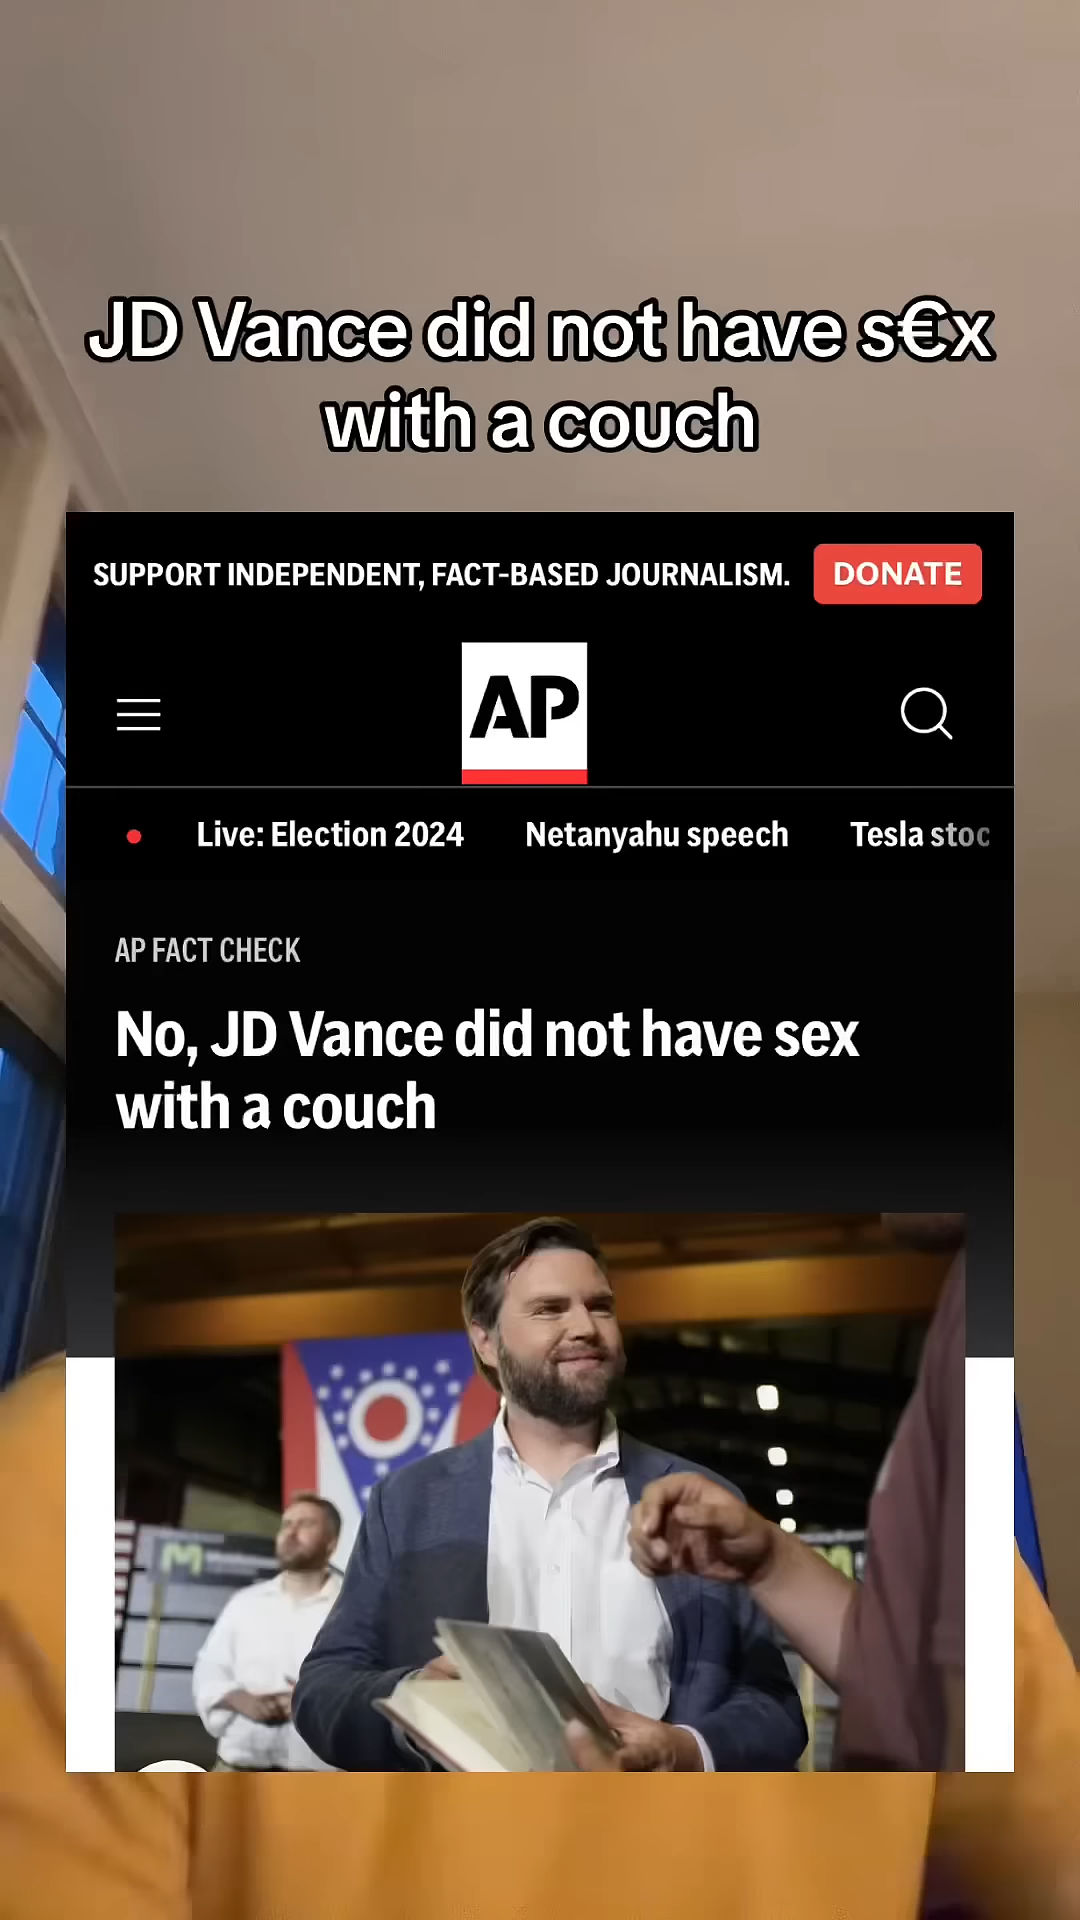 JD Vance did not have s€x
with a couch
SUPPORT INDEPENDENT, FACT-BASED JOURNALISM. DONATE
AP
Live: Election 2024 Netanyahu speech Tesla stoc
AP FACT CHECK
No, JD Vance did not have sex
with a couch